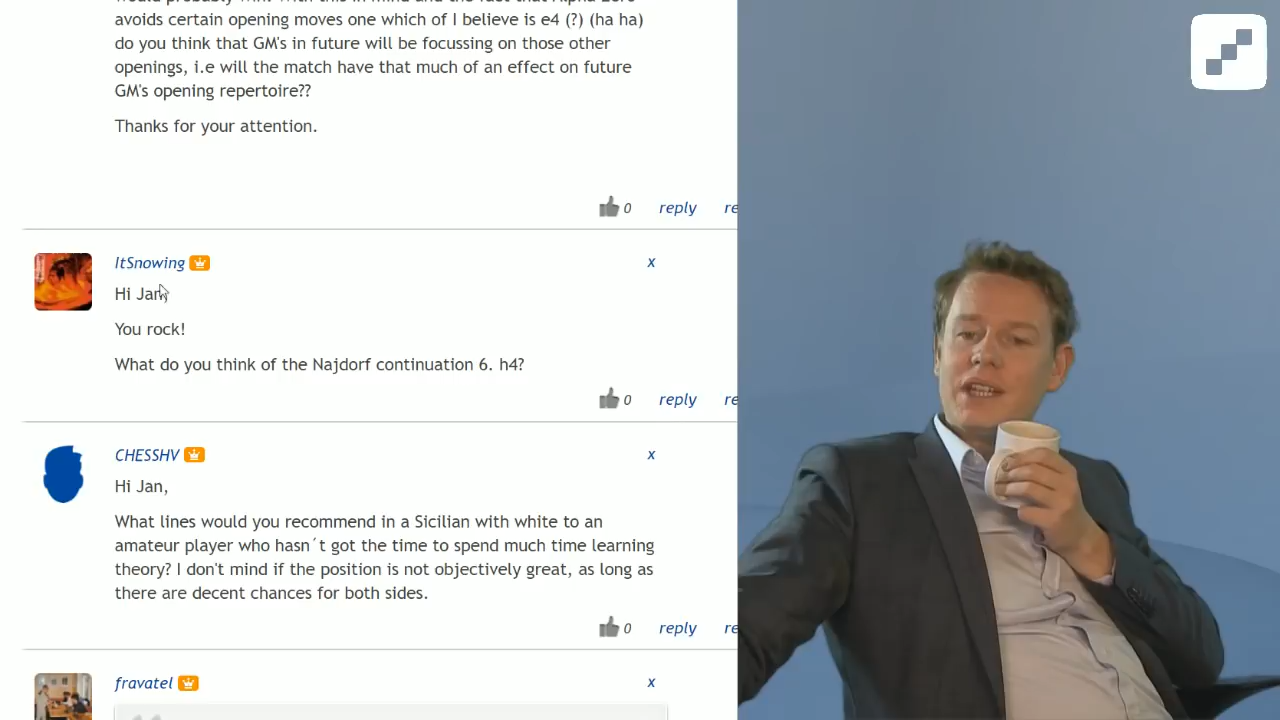 avoids certain opening moves one which of I believe is e4 (?) (ha ha)
do you think that GM's in future will be focussing on those other
openings, i.e will the match have that much of an effect on future
GM's opening repertoire??
Thanks for your attention.
0 reply re
ItSnowing x
Hi Jan,
You rock!
What do you think of the Najdorf continuation 6. h4?
0 reply re
CHESSHV x
Hi Jan,
What lines would you recommend in a Sicilian with white to an
amateur player who hasn´t got the time to spend much time learning
theory? I don't mind if the position is not objectively great, as long as
there are decent chances for both sides.
0 reply re
fravatel x